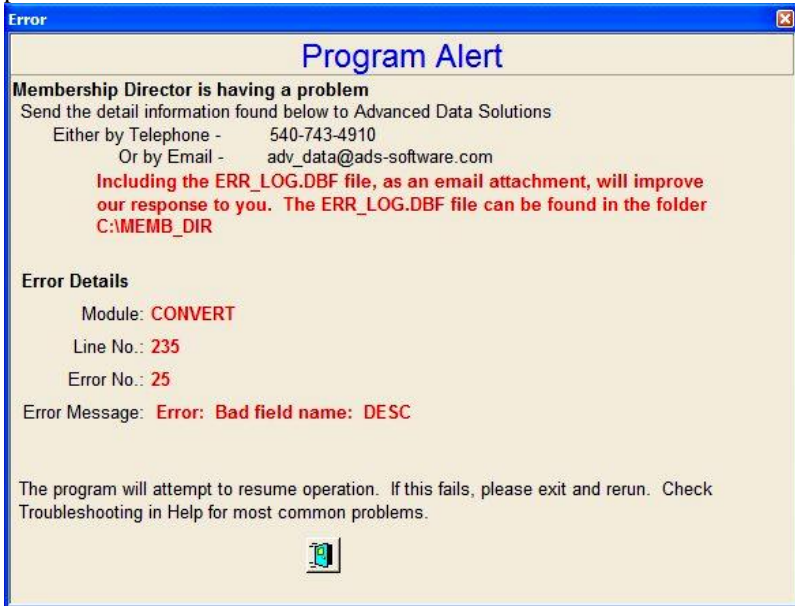 Error
Program Alert
Membership Director is having a problem
Send the detail information found below to Advanced Data Solutions
Either by Telephone - 540-743-4910
Or by Email - adv_data@ads-software.com
Including the ERR_LOG.DBF file, as an email attachment, will improve
our response to you. The ERR_LOG.DBF file can be found in the folder
C:\MEMB_DIR
Error Details
Module: CONVERT
Line No.: 235
Error No.: 25
Error Message: Error: Bad field name: DESC
The program will attempt to resume operation. If this fails, please exit and rerun. Check
Troubleshooting in Help for most common problems.